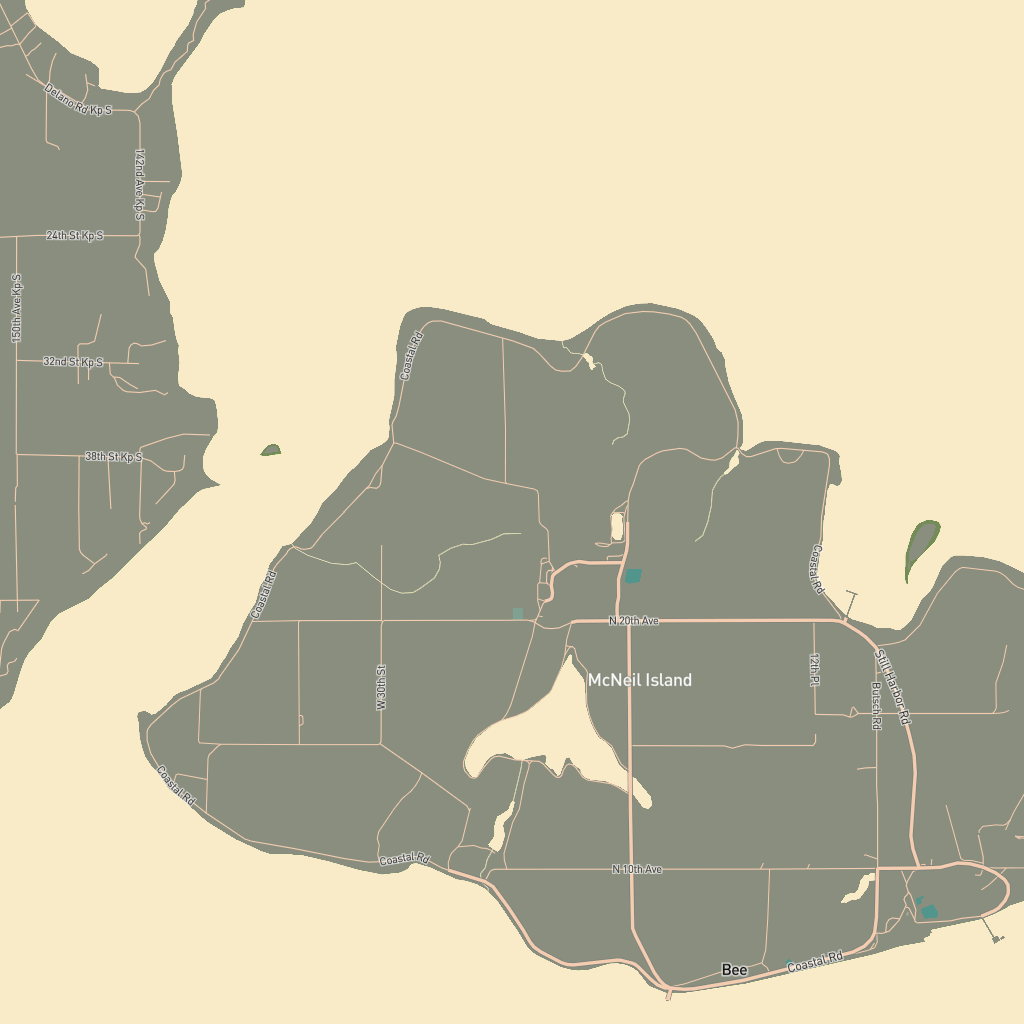 Delano Rd Kp S
142nd Ave Kp S
24th St Kp S
150th Ave Kp S
Coastal Rd
32nd St Kp S
38th St Kp S
Coastal Rd
Coastal Rd
N 20th Ave
McNeil Island
12th Pl
Still Harbor Rd
W 30th St
Butsch Rd
Coastal Rd
Coastal Rd
N 10th Ave
Bee
Coastal Rd